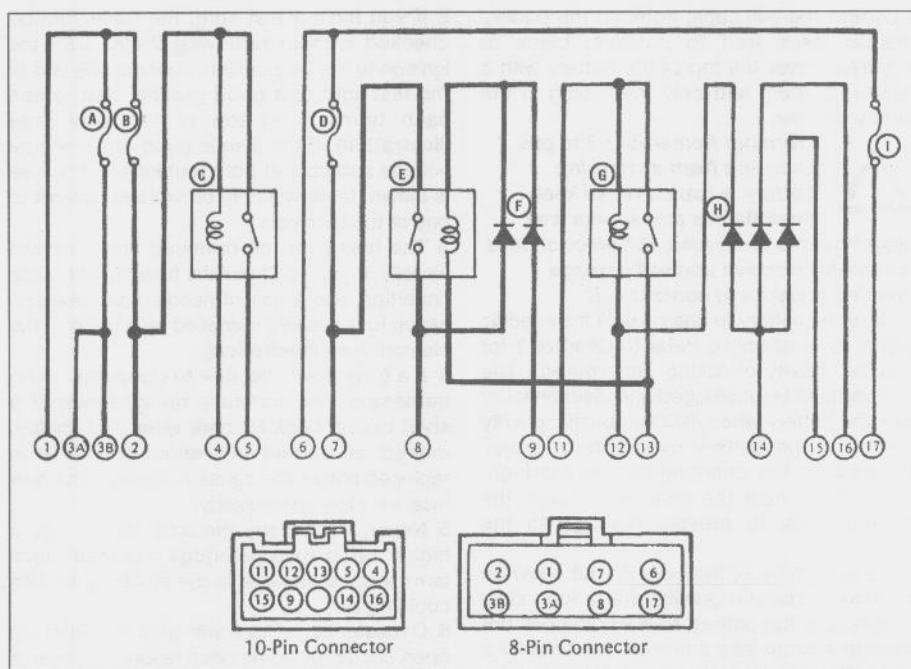 A B D I
C E G
F H
1 3A 3B 2 4 5 6 7 8 9 11 12 13 14 15 16 17
11 12 13 5 4
15 9 14 16
10-Pin Connector
2 1 7 6
3B 3A 8 17
8-Pin Connector